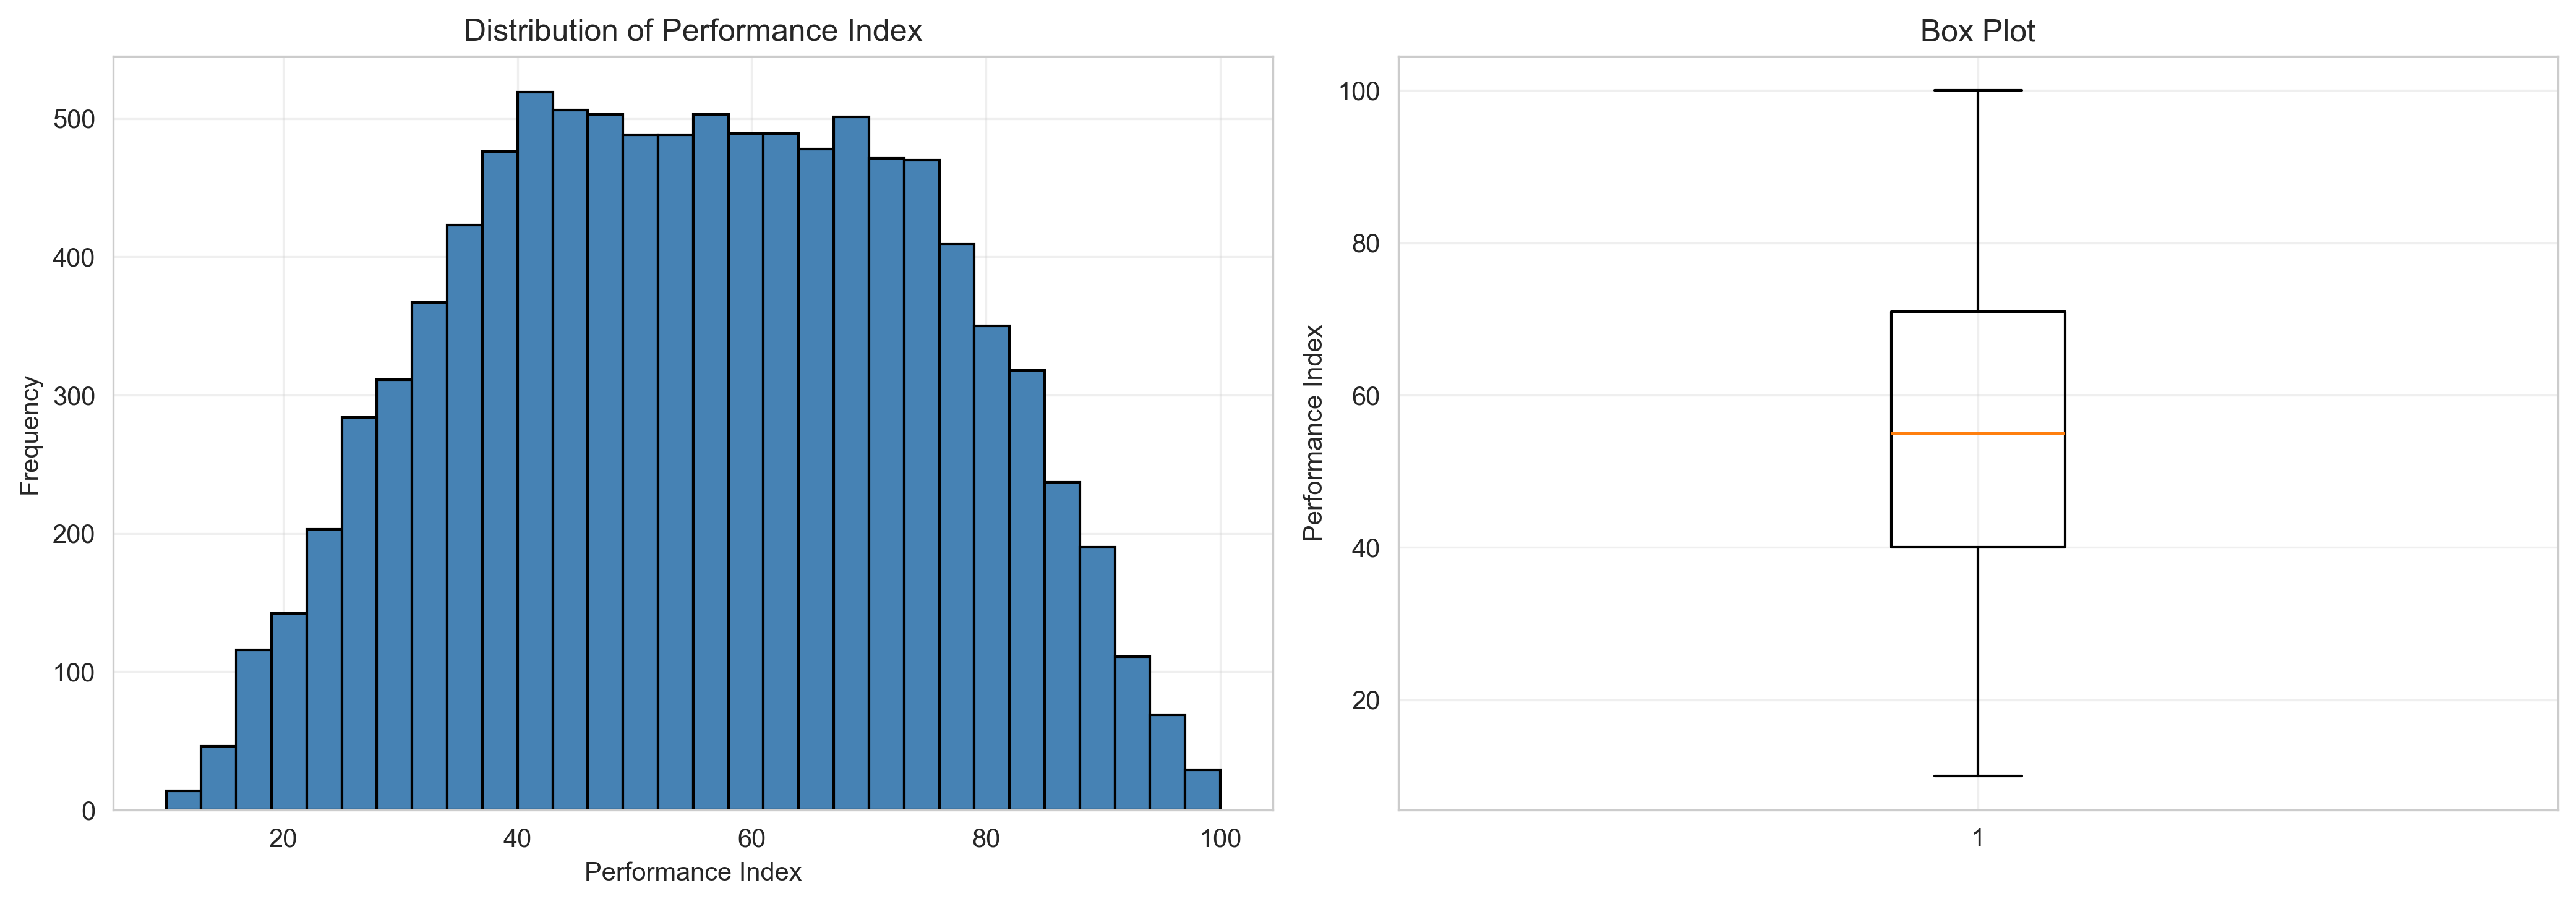 Distribution of Performance Index
Frequency
500
400
300
200
100
0
20 40 60 80 100
Performance Index
Box Plot
Performance Index
100
80
60
40
20
1